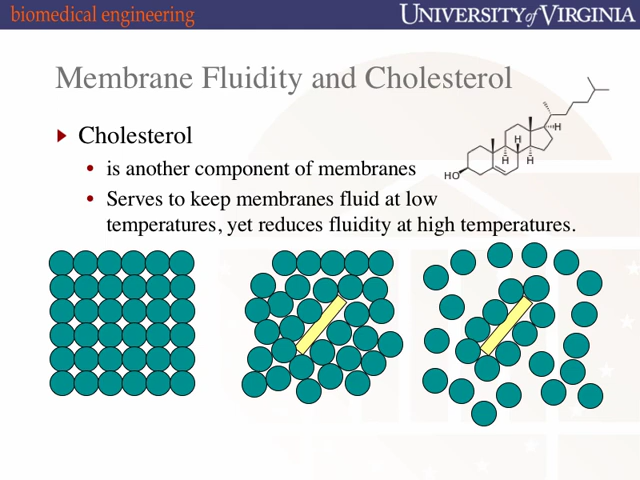 biomedical engineering
UNIVERSITY of VIRGINIA
Membrane Fluidity and Cholesterol
Cholesterol
• is another component of membranes
• Serves to keep membranes fluid at low
temperatures, yet reduces fluidity at high temperatures.
H
H
H
H
HO